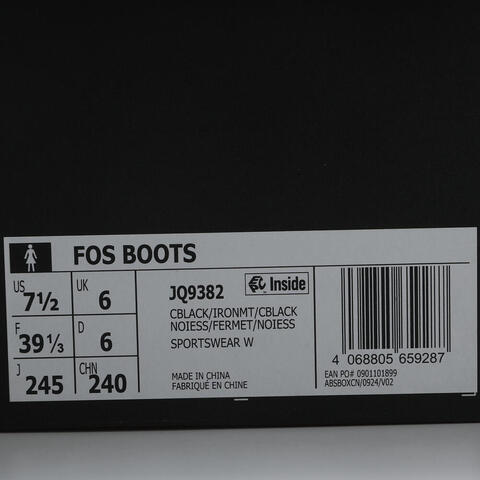 FOS BOOTS
US 7½ UK 6
F 39⅓ D 6
J 245 CHN 240
JQ9382 Inside
CBLACK/IRONMT/CBLACK
NOIESS/FERMET/NOIESS
SPORTSWEAR W
MADE IN CHINA
FABRIQUÉ EN CHINE
4 068805 659287
EAN PO# 0901101899
ABSBOXCN/0924/V02